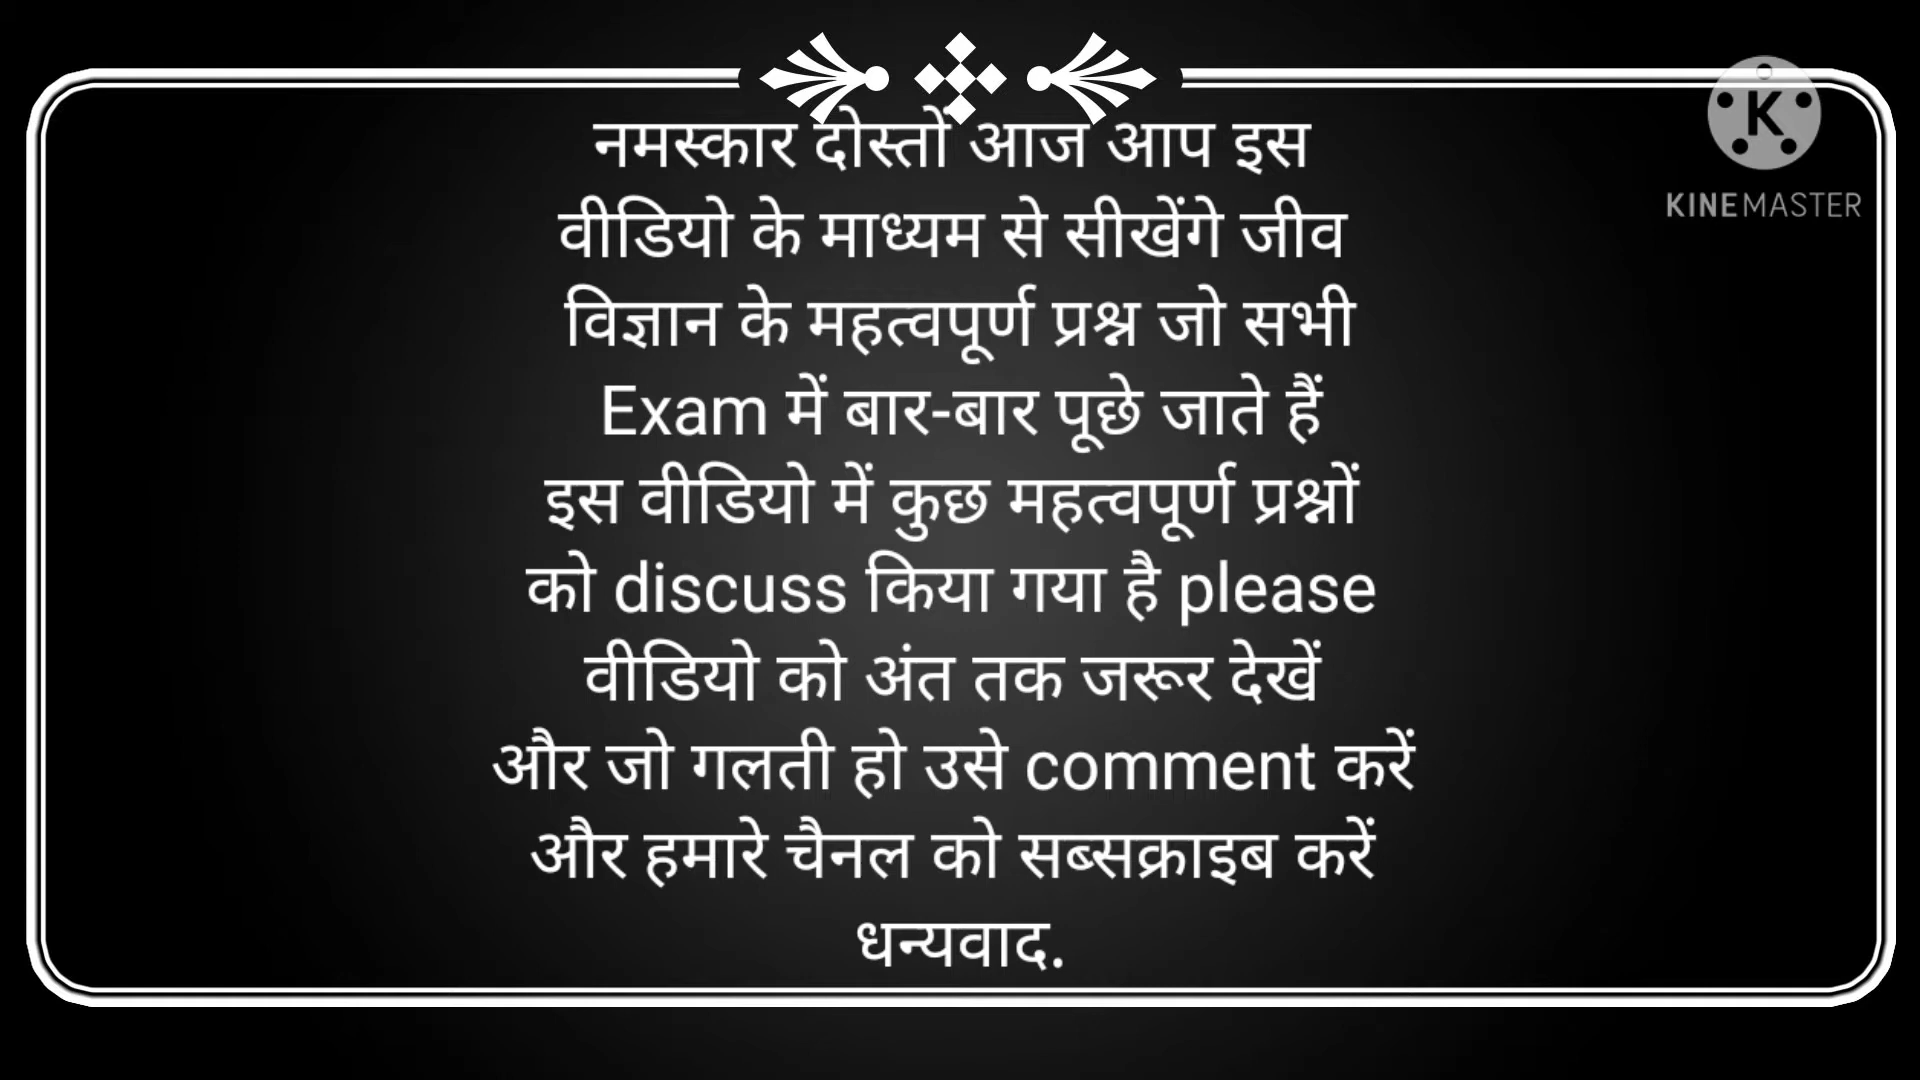 नमस्कार दोस्तों आज आप इस
वीडियो के माध्यम से सीखेंगे जीव
विज्ञान के महत्वपूर्ण प्रश्न जो सभी
Exam में बार-बार पूछे जाते हैं
इस वीडियो में कुछ महत्वपूर्ण प्रश्नों
को discuss किया गया है please
वीडियो को अंत तक जरूर देखें
और जो गलती हो उसे comment करें
और हमारे चैनल को सब्सक्राइब करें
धन्यवाद.
K
KINEMASTER